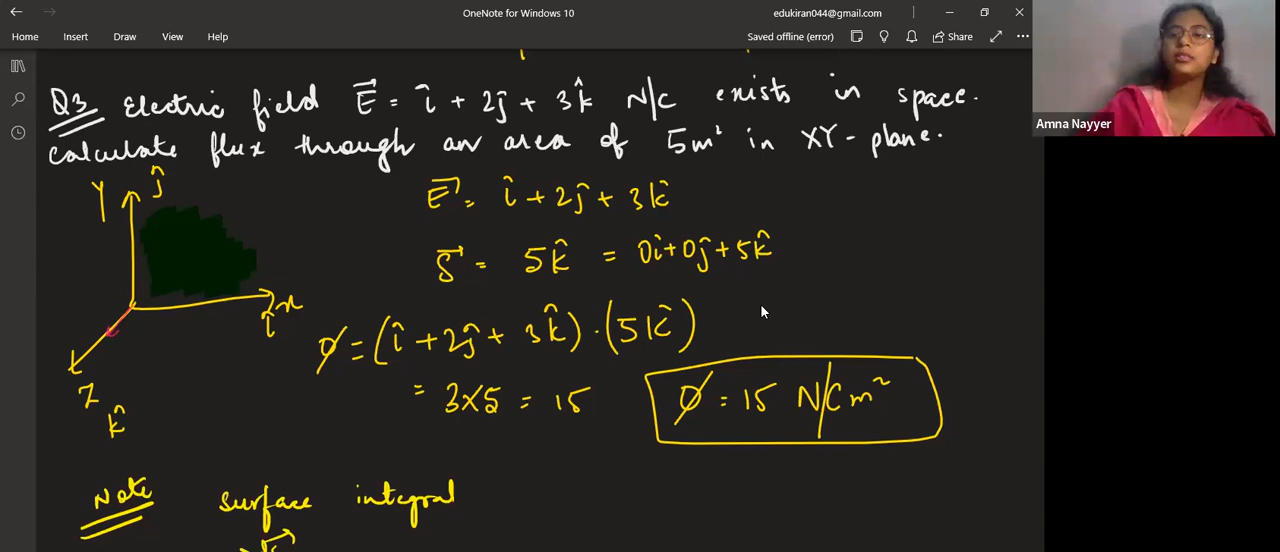 OneNote for Windows 10
edukiran044@gmail.com
Home Insert Draw View Help
Saved offline (error) Share
Amna Nayyer
Q3 Electric field E⃗ = î + 2ĵ + 3k̂ N/C exists in space.
Calculate flux through an area of 5m² in XY-plane.
Y ĵ
E⃗ = î + 2ĵ + 3k̂
S⃗ = 5k̂ = 0î+0ĵ+5k̂
x
î
ϕ = (î + 2ĵ + 3k̂) · (5k̂)
Z
k̂
= 3×5 = 15
ϕ = 15 N/C m²
Note surface integral